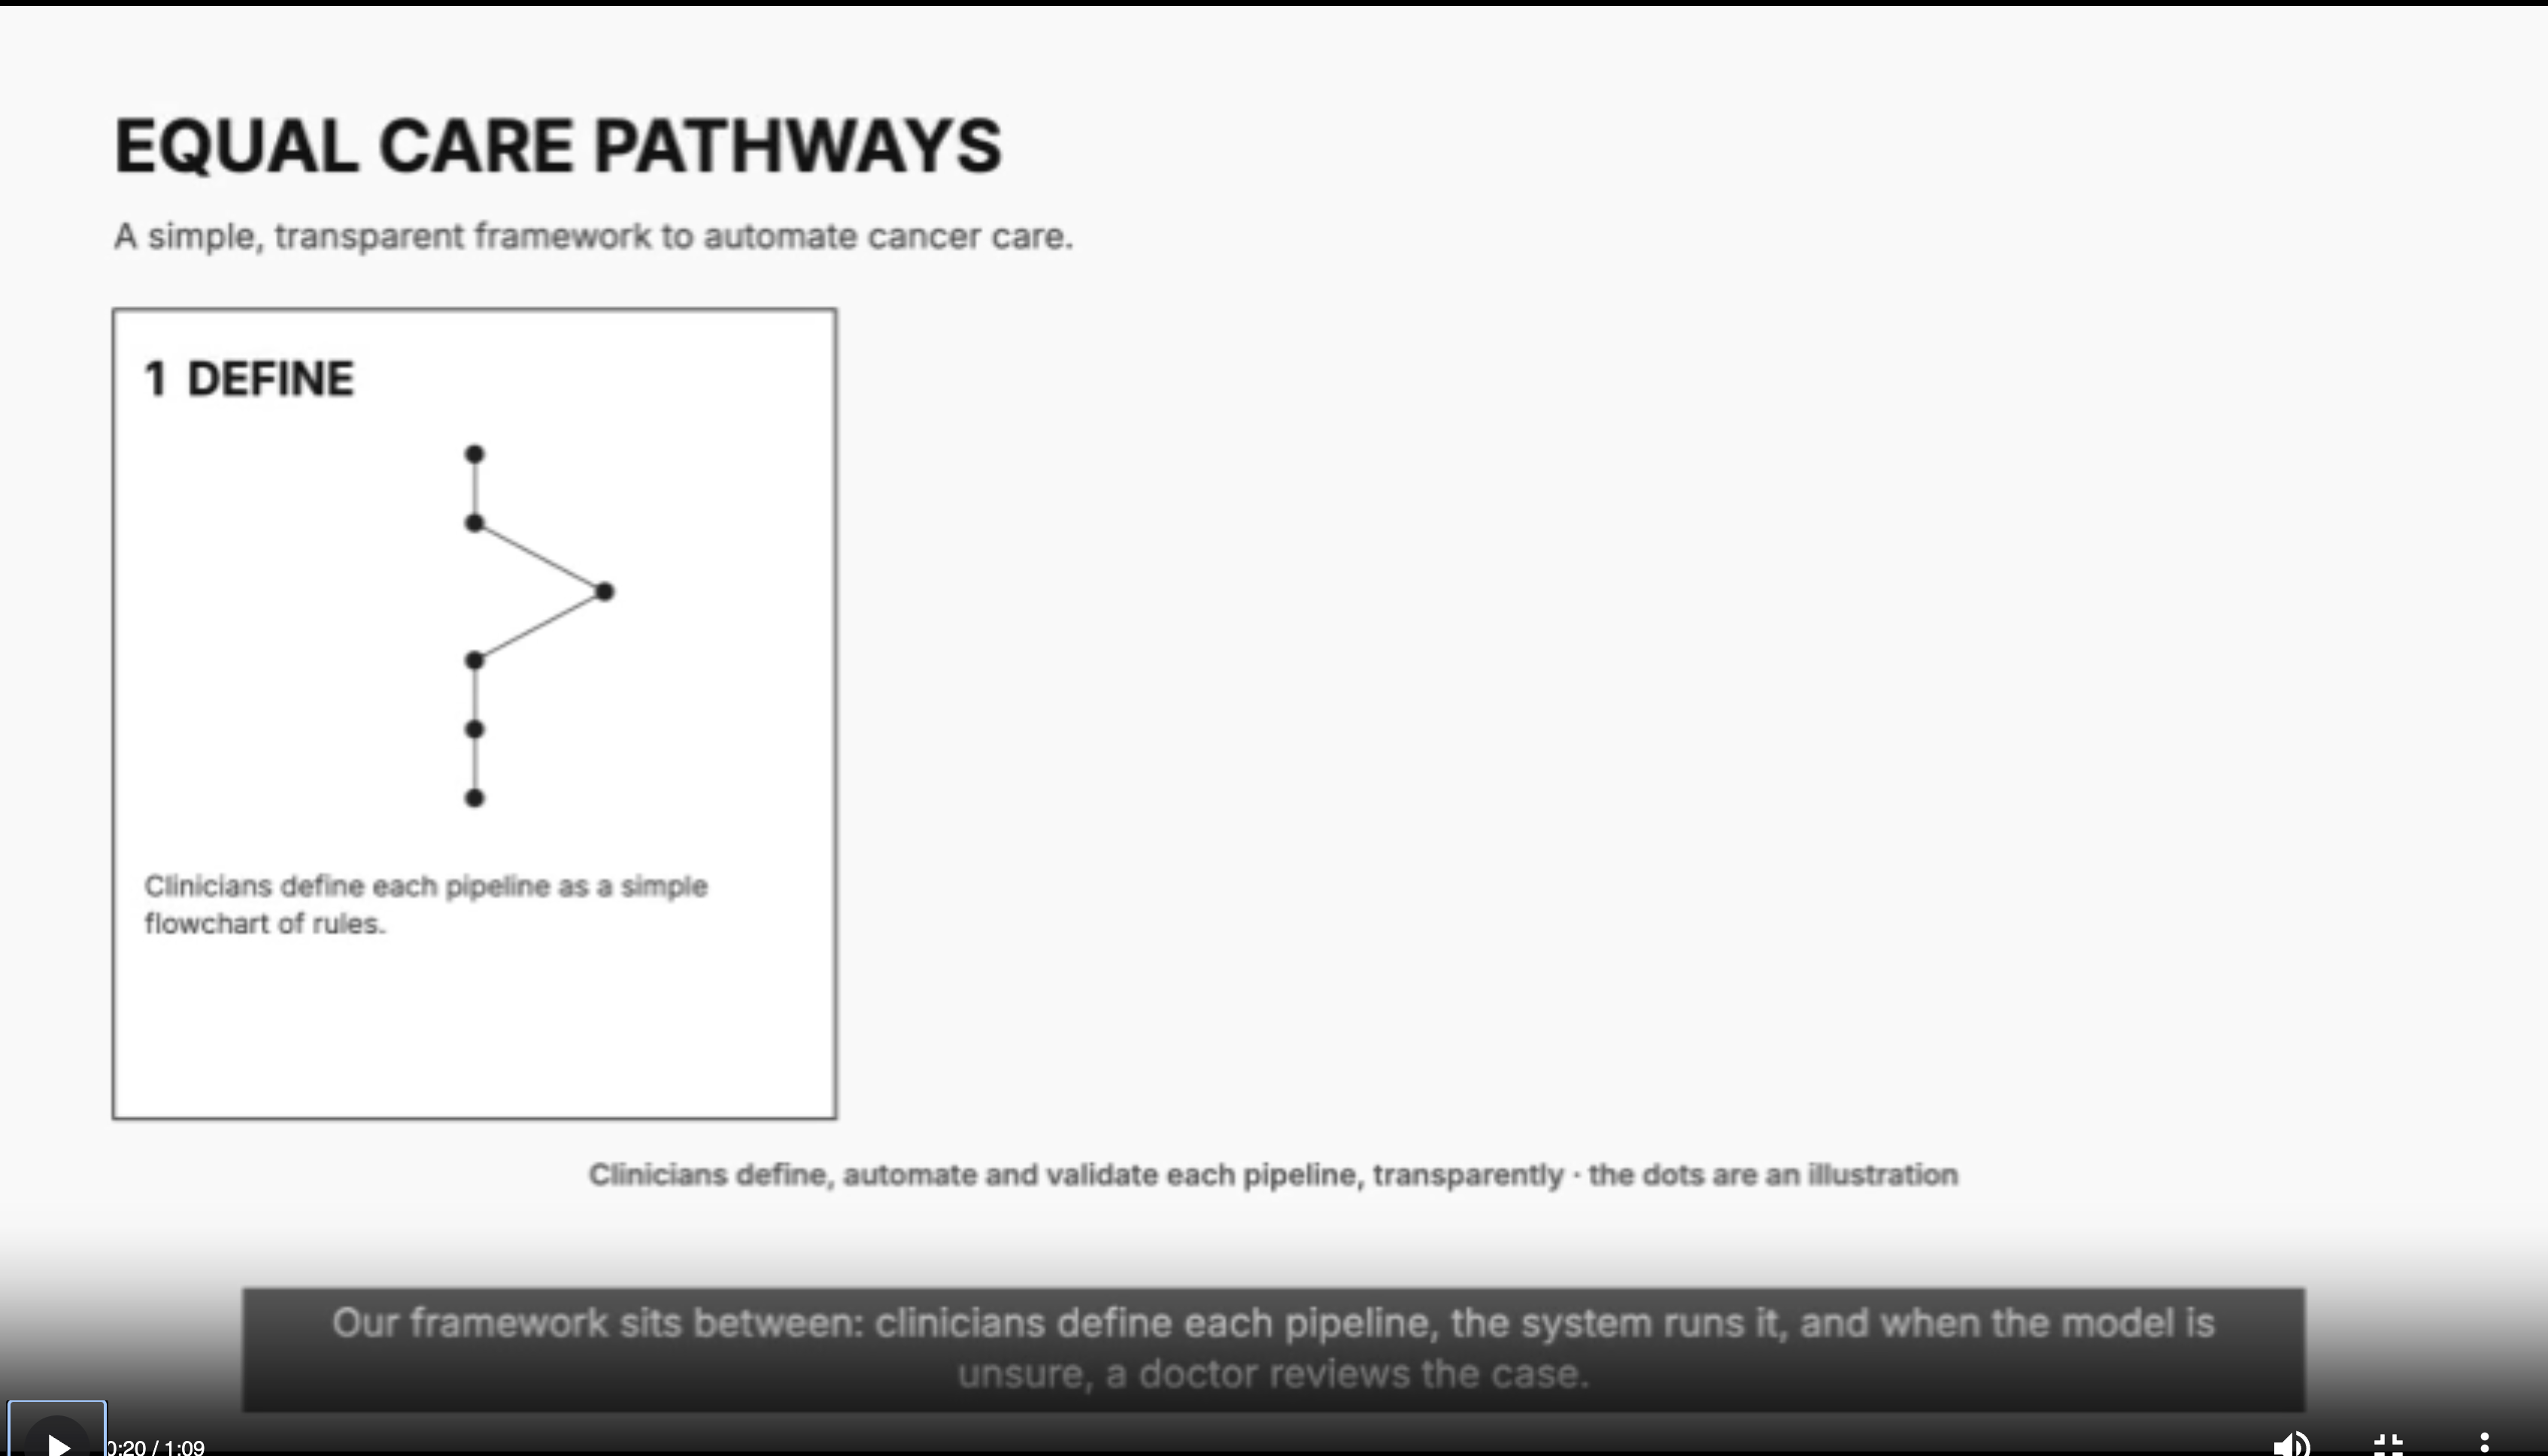 EQUAL CARE PATHWAYS
A simple, transparent framework to automate cancer care.
1 DEFINE
Clinicians define each pipeline as a simple
flowchart of rules.
Clinicians define, automate and validate each pipeline, transparently · the dots are an illustration
Our framework sits between: clinicians define each pipeline, the system runs it, and when the model is
unsure, a doctor reviews the case.
0:20 / 1:09